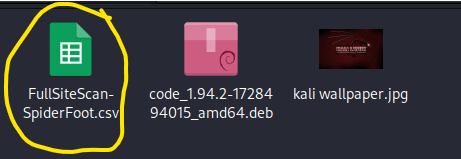 FullSiteScan-
SpiderFoot.csv
code_1.94.2-17284
94015_amd64.deb
kali wallpaper.jpg